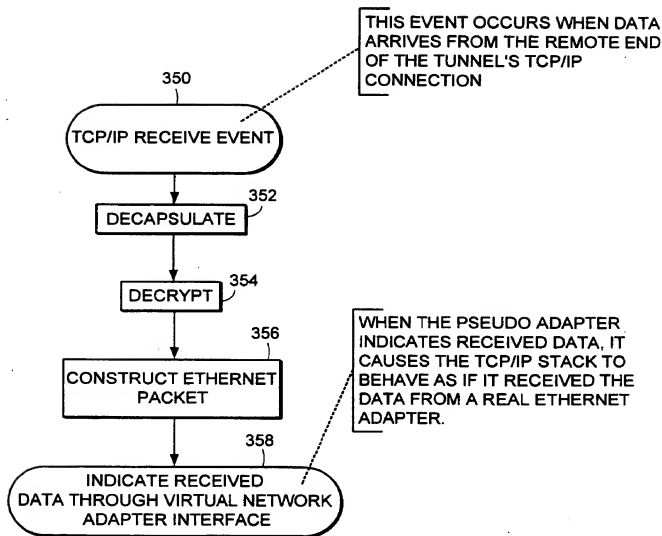 THIS EVENT OCCURS WHEN DATA
ARRIVES FROM THE REMOTE END
OF THE TUNNEL'S TCP/IP
CONNECTION
350
TCP/IP RECEIVE EVENT
352
DECAPSULATE
354
DECRYPT
356
CONSTRUCT ETHERNET
PACKET
WHEN THE PSEUDO ADAPTER
INDICATES RECEIVED DATA, IT
CAUSES THE TCP/IP STACK TO
BEHAVE AS IF IT RECEIVED THE
DATA FROM A REAL ETHERNET
ADAPTER.
358
INDICATE RECEIVED
DATA THROUGH VIRTUAL NETWORK
ADAPTER INTERFACE